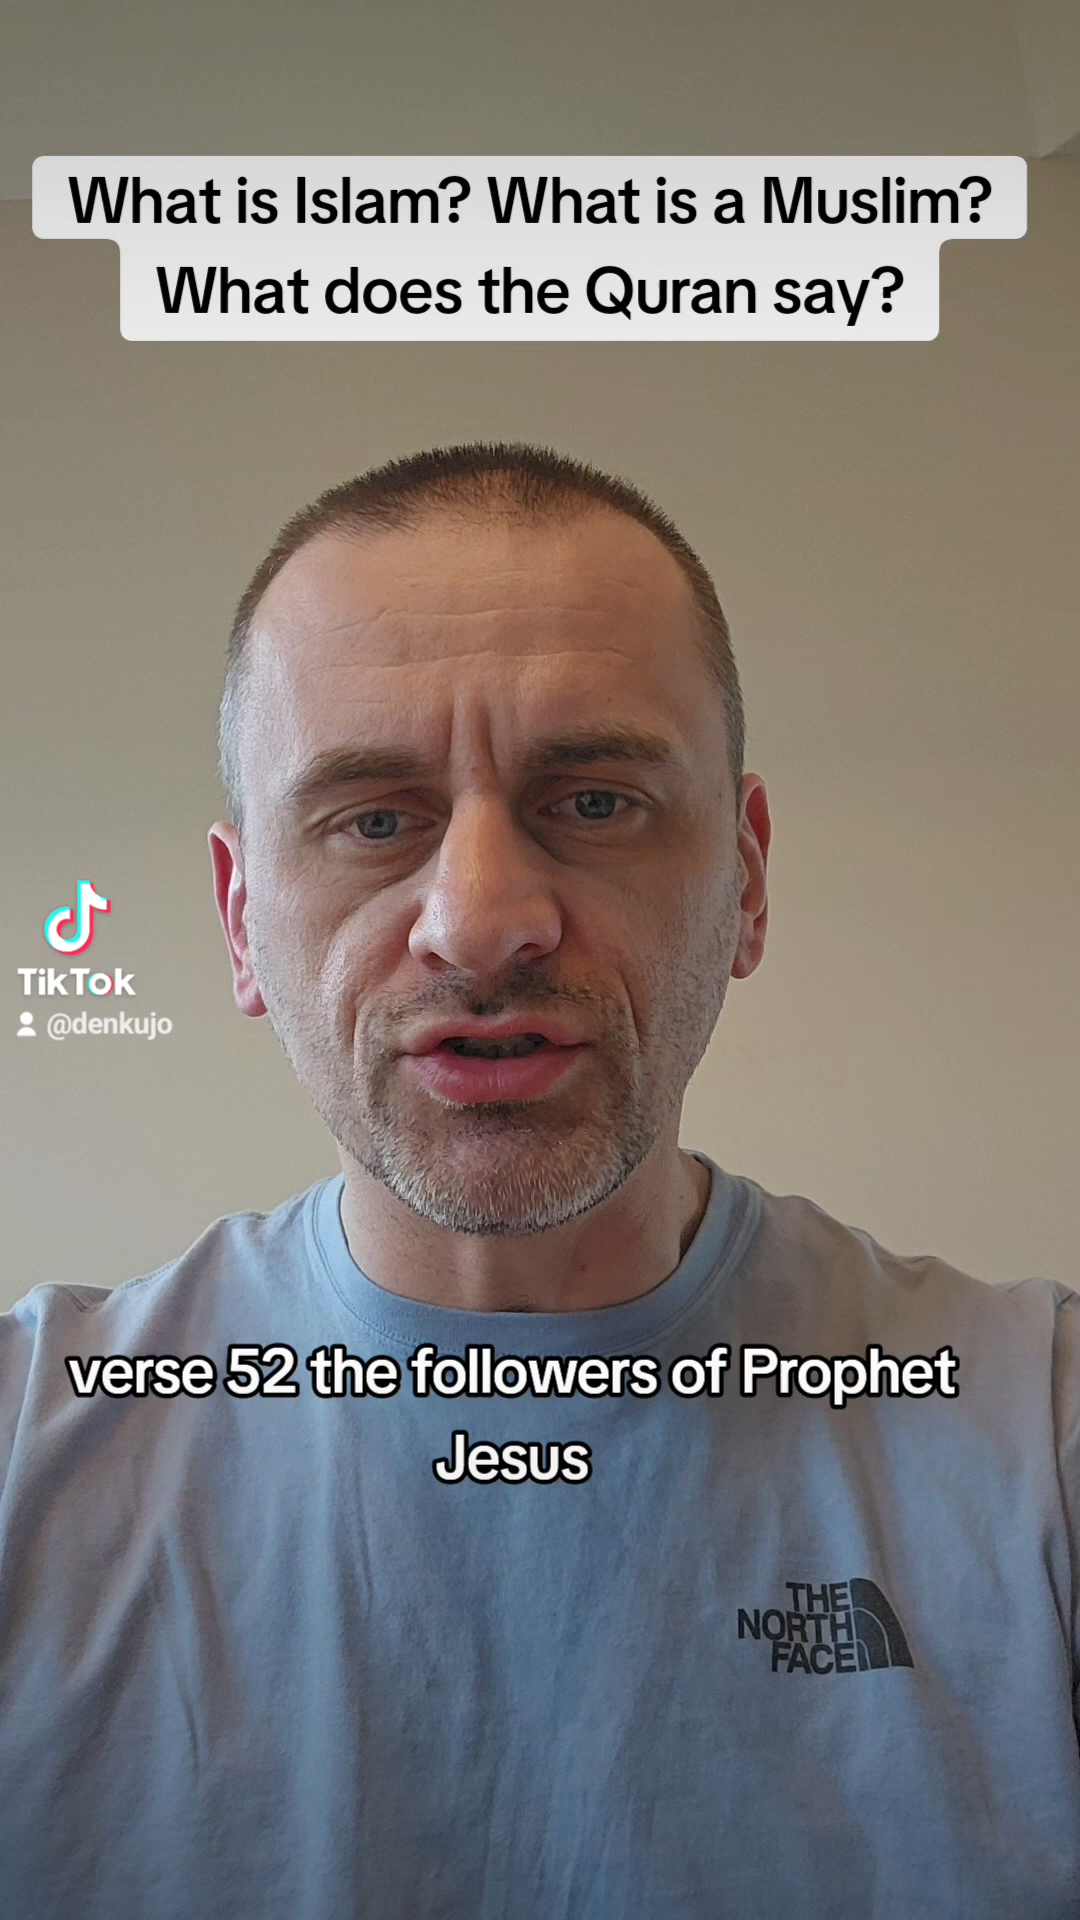 What is Islam? What is a Muslim?
What does the Quran say?
TikTok
@denkujo
verse 52 the followers of Prophet
Jesus
THE
NORTH
FACE